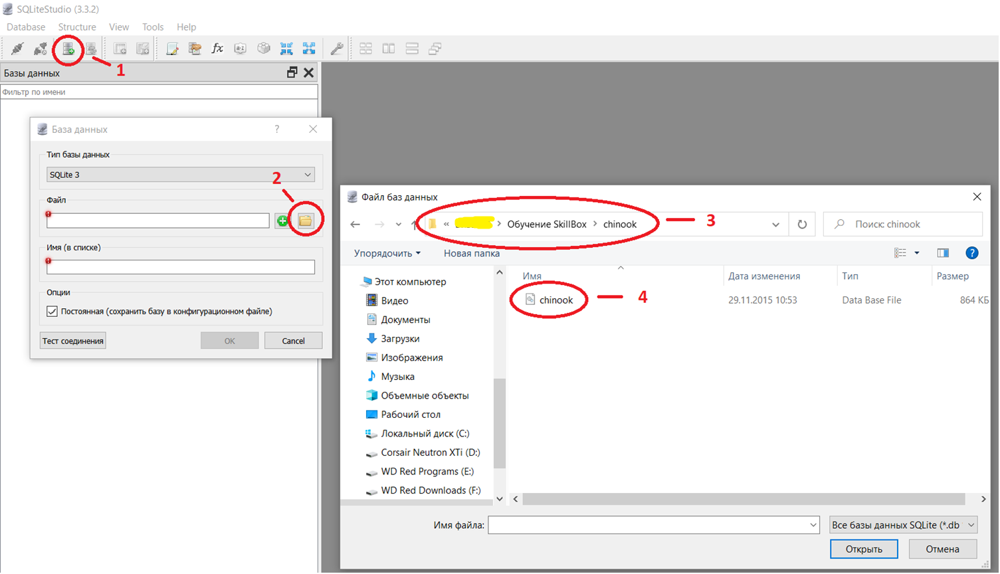 SQLiteStudio (3.3.2)
Database Structure View Tools Help
1
Базы данных
Фильтр по имени
База данных ?
Тип базы данных
SQLite 3
2
Файл
Имя (в списке)
Опции
Постоянная (сохранить базу в конфигурационном файле)
Тест соединения OK Cancel
Файл баз данных
« Обучение SkillBox > chinook
3
Поиск: chinook
Упорядочить Новая папка ?
Имя Дата изменения Тип Размер
chinook 29.11.2015 10:53 Data Base File 864 КБ
4
Этот компьютер
Видео
Документы
Загрузки
Изображения
Музыка
Объемные объекты
Рабочий стол
Локальный диск (C:)
Corsair Neutron XTi (D:)
WD Red Programs (E:)
WD Red Downloads (F:)
Имя файла: Все базы данных SQLite (*.db
Открыть Отмена